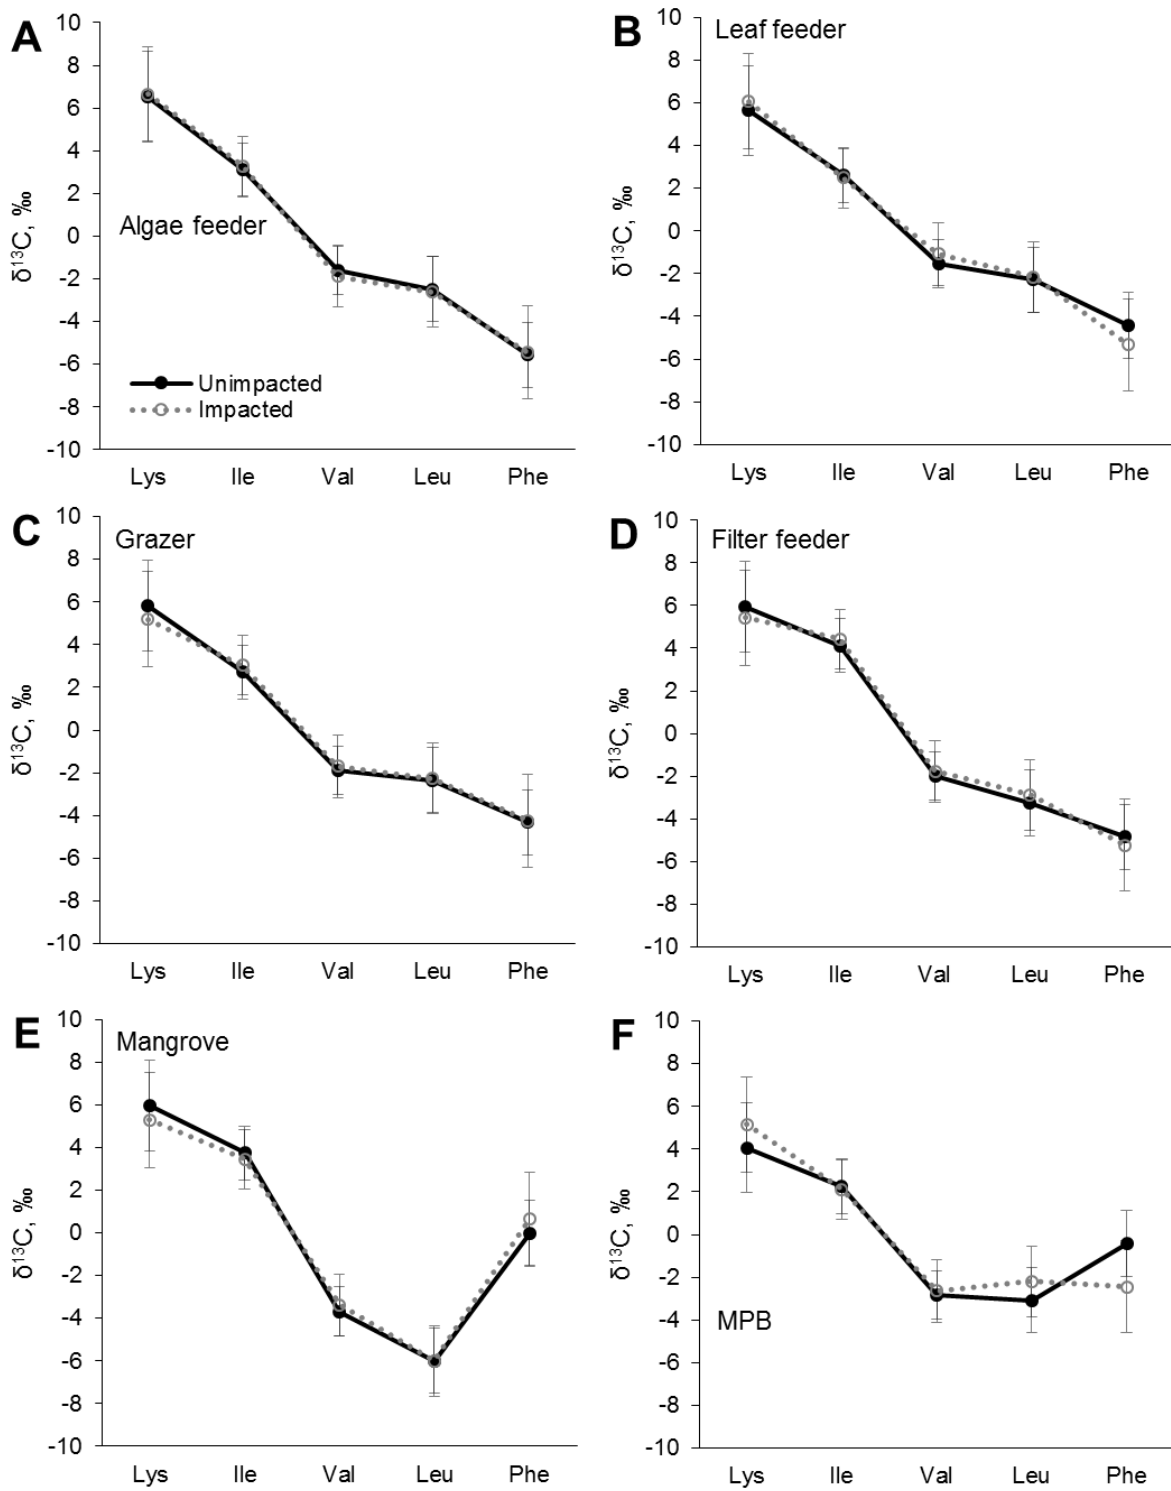 A
10
8
6
4
2
0
-2
-4
-6
-8
-10
δ¹³C, ‰
Algae feeder
Unimpacted
Impacted
Lys Ile Val Leu Phe
B
Leaf feeder
10
8
6
4
2
0
-2
-4
-6
-8
-10
δ¹³C, ‰
Lys Ile Val Leu Phe
C
Grazer
10
8
6
4
2
0
-2
-4
-6
-8
-10
δ¹³C, ‰
Lys Ile Val Leu Phe
D
Filter feeder
10
8
6
4
2
0
-2
-4
-6
-8
-10
δ¹³C, ‰
Lys Ile Val Leu Phe
E
Mangrove
10
8
6
4
2
0
-2
-4
-6
-8
-10
δ¹³C, ‰
Lys Ile Val Leu Phe
F
10
8
6
4
2
0
-2
-4
-6
-8
-10
δ¹³C, ‰
MPB
Lys Ile Val Leu Phe